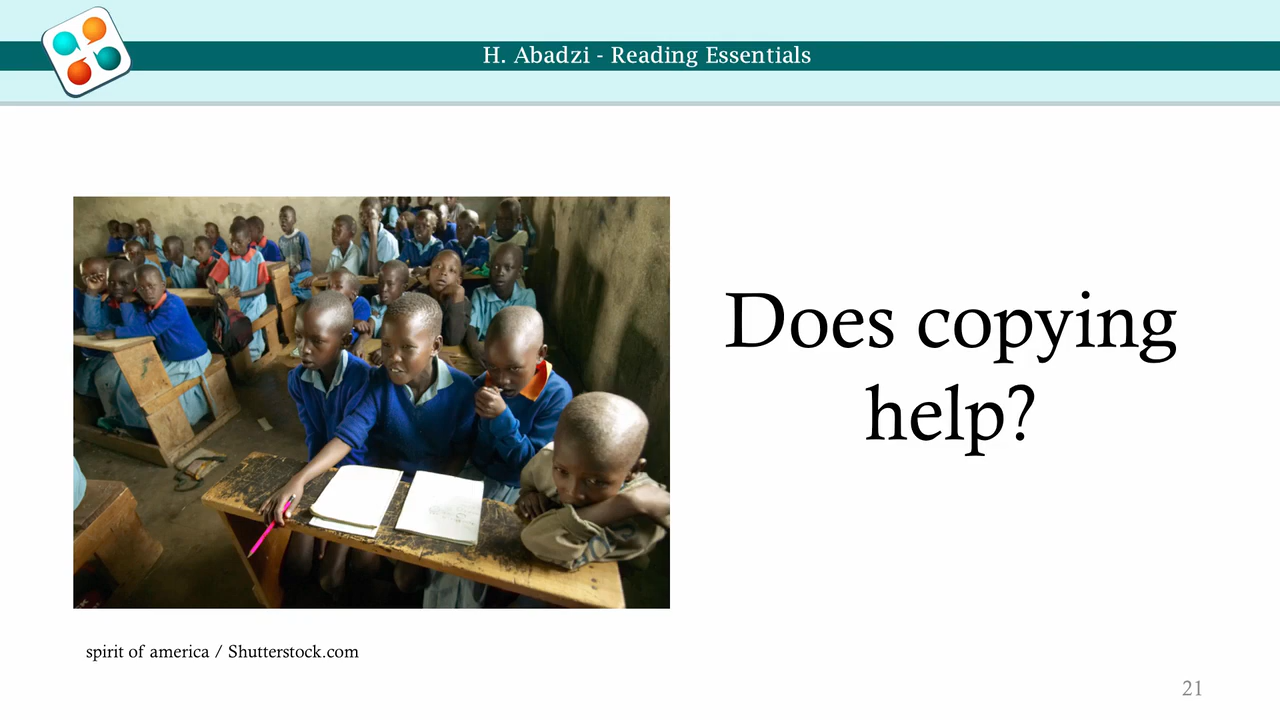 H. Abadzi - Reading Essentials
Does copying
help?
spirit of america / Shutterstock.com
21